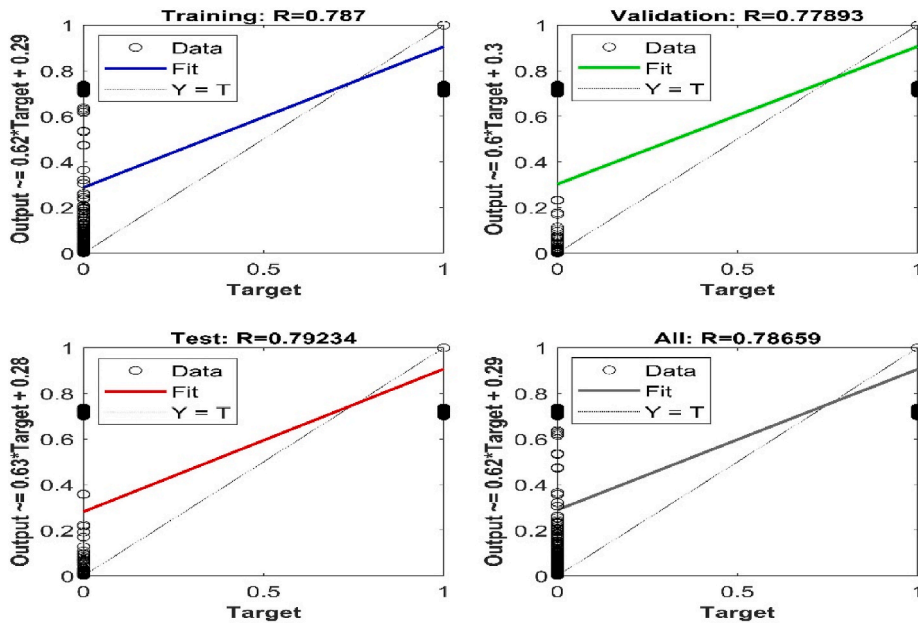 Training: R=0.787
Output ~= 0.62*Target + 0.29
1
0.8
0.6
0.4
0.2
0
Data
Fit
Y = T
0
0.5
1
Target
Validation: R=0.77893
Output ~= 0.6*Target + 0.3
1
0.8
0.6
0.4
0.2
0
Data
Fit
Y = T
0
0.5
1
Target
Test: R=0.79234
Output ~= 0.63*Target + 0.28
1
0.8
0.6
0.4
0.2
0
Data
Fit
Y = T
0
0.5
1
Target
All: R=0.78659
Output ~= 0.62*Target + 0.29
1
0.8
0.6
0.4
0.2
0
Data
Fit
Y = T
0
0.5
1
Target